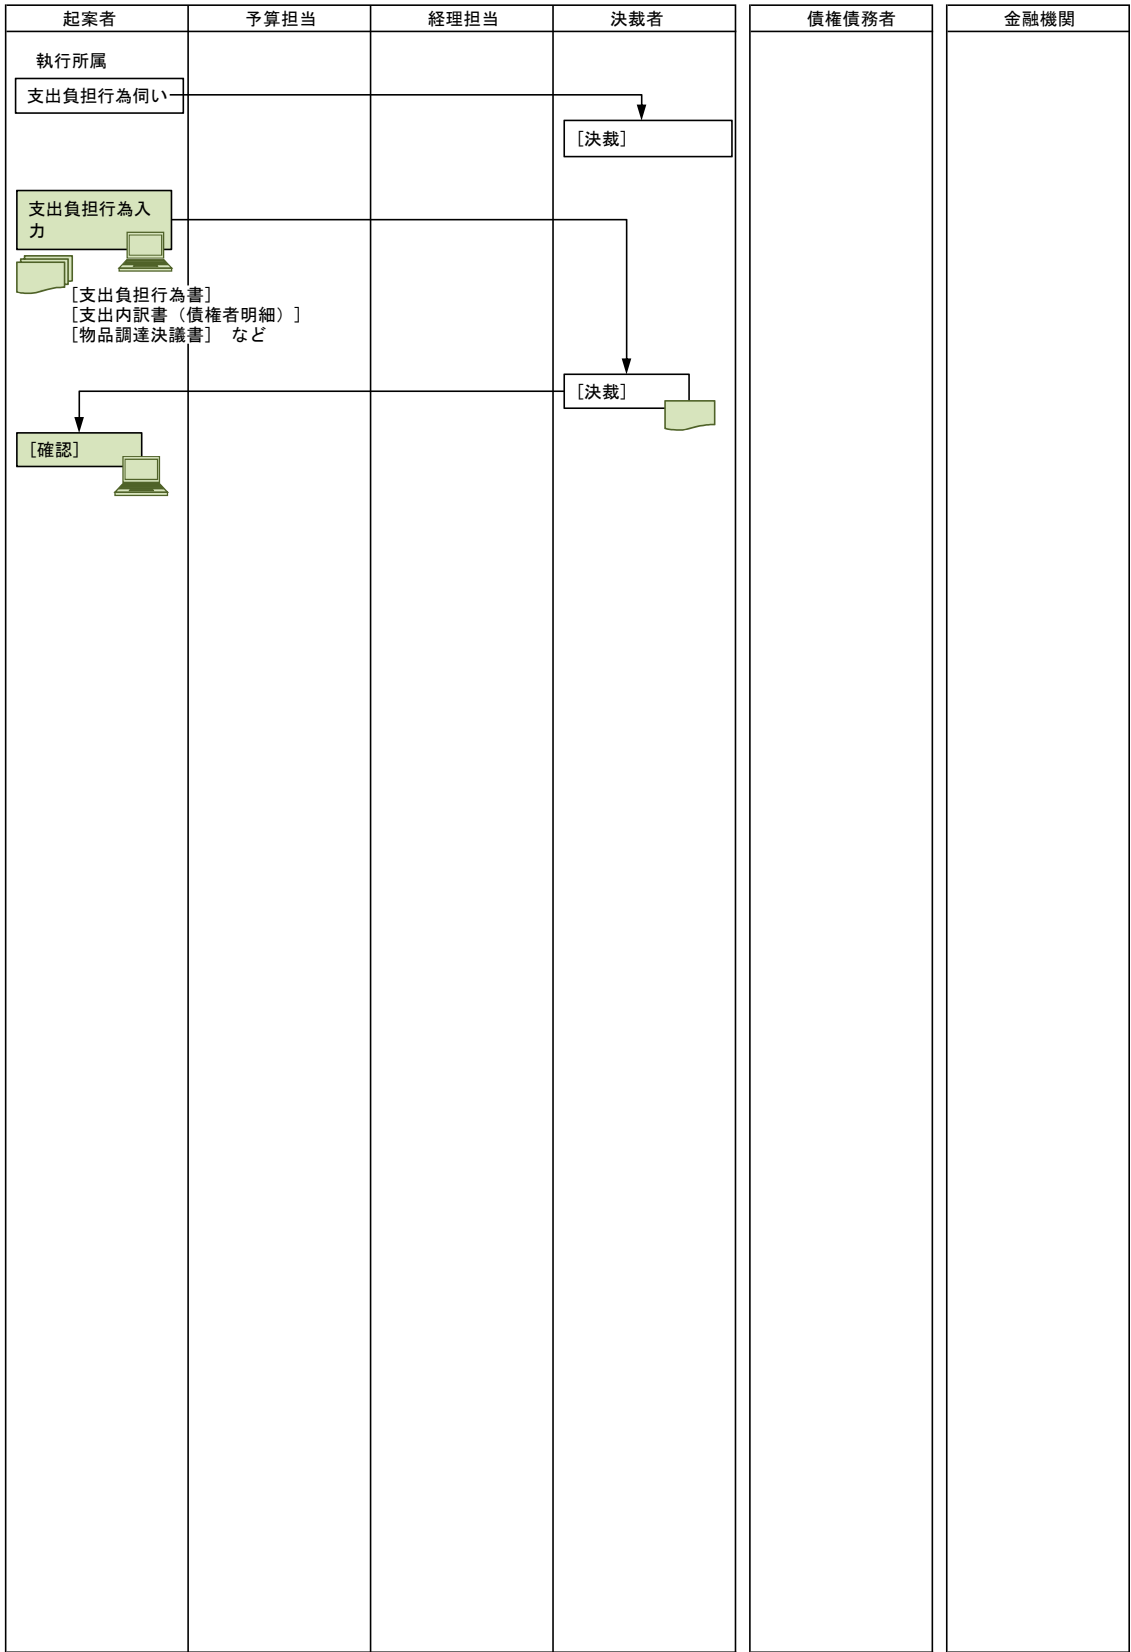 起案者
予算担当
経理担当
決裁者
債権債務者
金融機関
執行所属
支出負担行為伺い
[決裁]
支出負担行為入
力
[支出負担行為書]
[支出内訳書（債権者明細）]
[物品調達決議書]　など
[決裁]
[確認]